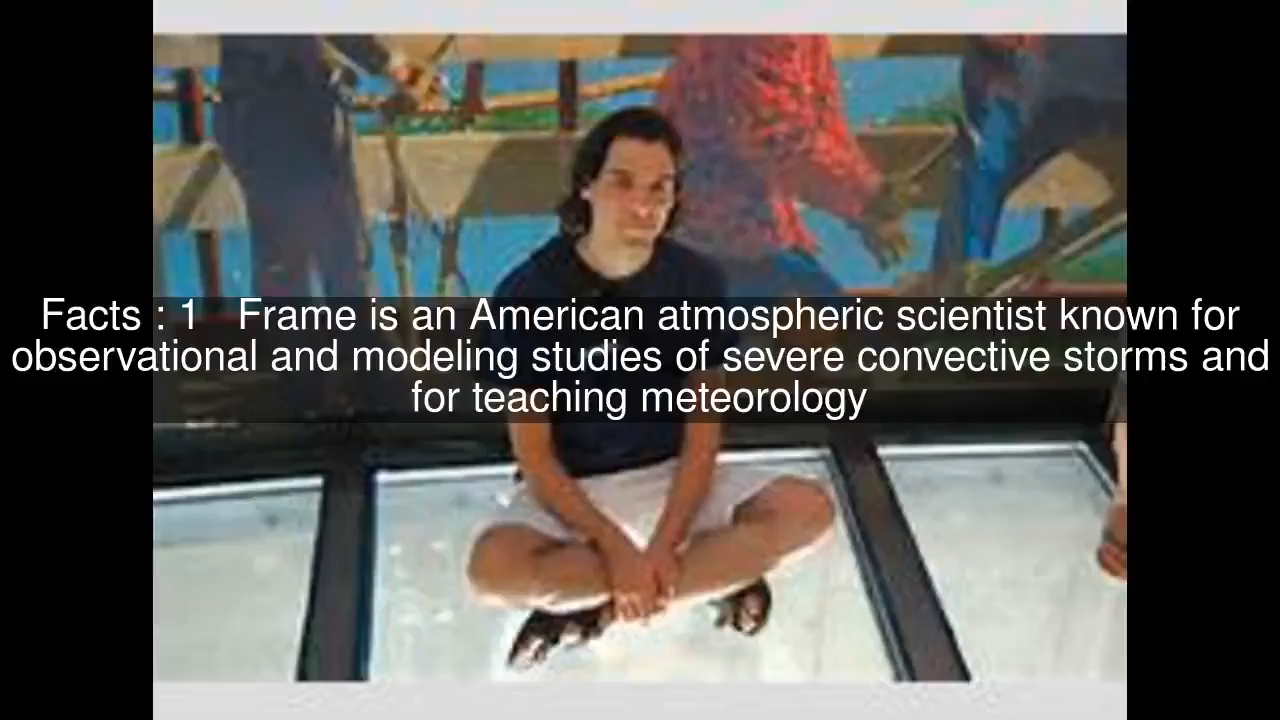 Facts : 1   Frame is an American atmospheric scientist known for
observational and modeling studies of severe convective storms and
for teaching meteorology